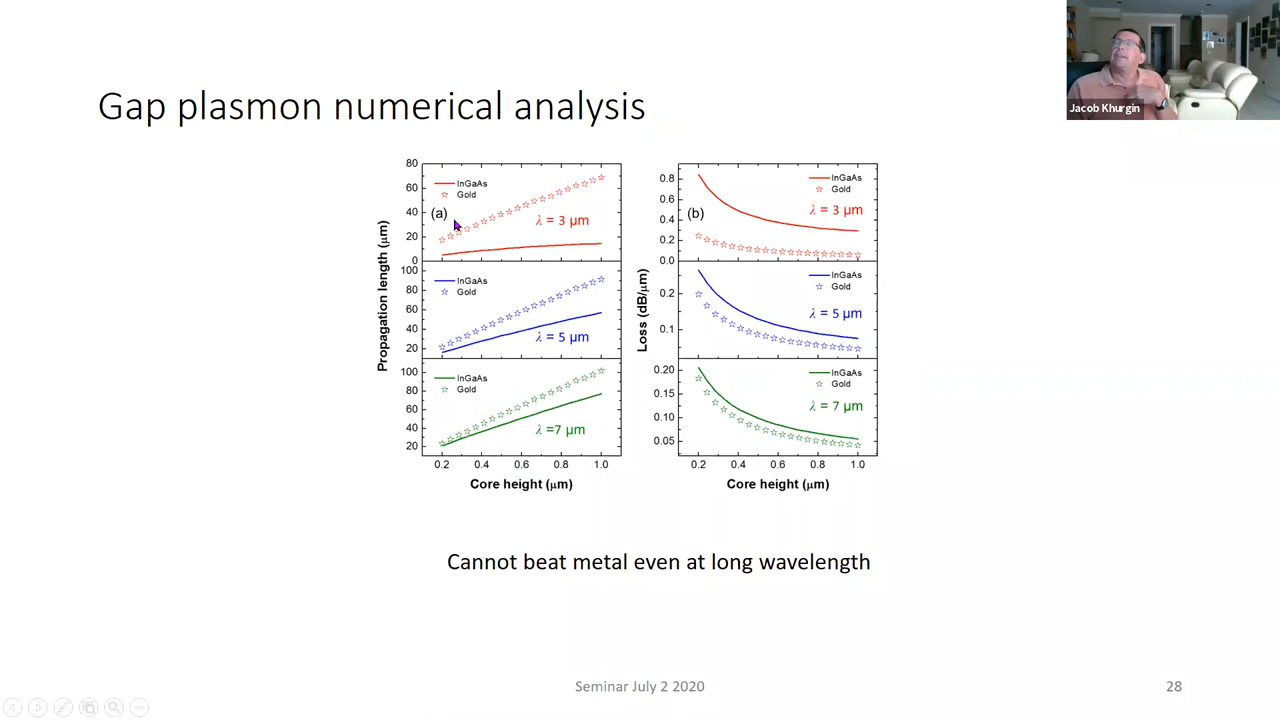 Jacob Khurgin
Gap plasmon numerical analysis
Propagation length (μm)
80
60
40
20
0
InGaAs
Gold
(a)
λ = 3 μm
100
80
60
40
20
InGaAs
Gold
λ = 5 μm
100
80
60
40
20
InGaAs
Gold
λ =7 μm
0.2 0.4 0.6 0.8 1.0
Core height (μm)
Loss (dB/μm)
0.8
0.6
0.4
0.2
0.0
InGaAs
Gold
(b)
λ = 3 μm
0.2
0.1
InGaAs
Gold
λ = 5 μm
0.20
0.15
0.10
0.05
InGaAs
Gold
λ = 7 μm
0.2 0.4 0.6 0.8 1.0
Core height (μm)
Cannot beat metal even at long wavelength
Seminar July 2 2020
28